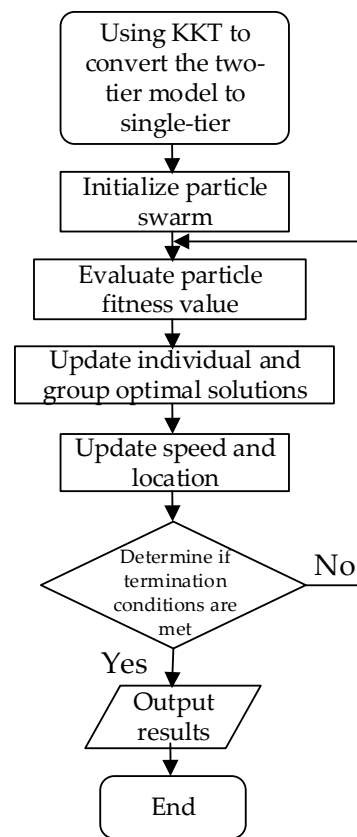 Using KKT to
convert the two-
tier model to
single-tier
Initialize particle
swarm
Evaluate particle
fitness value
Update individual and
group optimal solutions
Update speed and
location
Determine if
termination
conditions are
met
No
Yes
Output
results
End